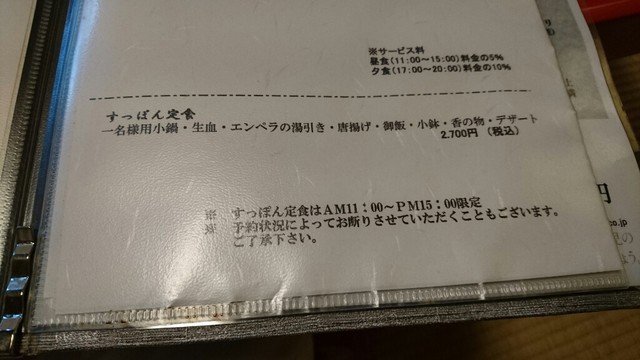 ※サービス料
昼食(11:00〜15:00)料金の5%
夕食(17:00〜20:00)料金の10%
すっぽん定食
一名様用小鍋・生血・エンペラの湯引き・唐揚げ・御飯・小鉢・香の物・デザート
2,700円 (税込)
※ すっぽん定食はAM11:00〜PM15:00限定
※ 予約状況によってお断りさせていただくこともございます。
ご了承下さい。
円
co.jp